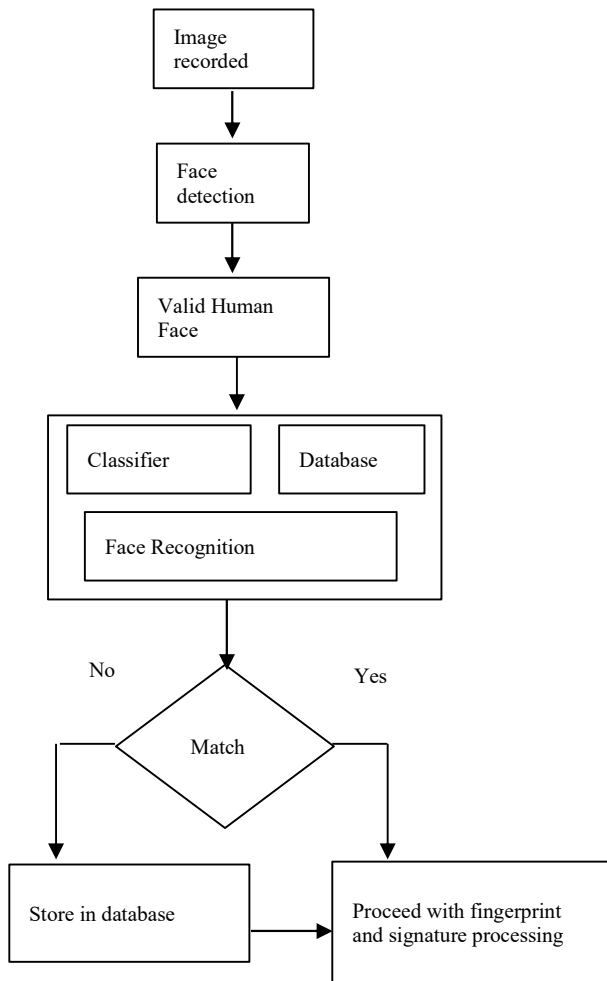 Image
recorded
Face
detection
Valid Human
Face
Classifier
Database
Face Recognition
No
Yes
Match
Store in database
Proceed with fingerprint
and signature processing